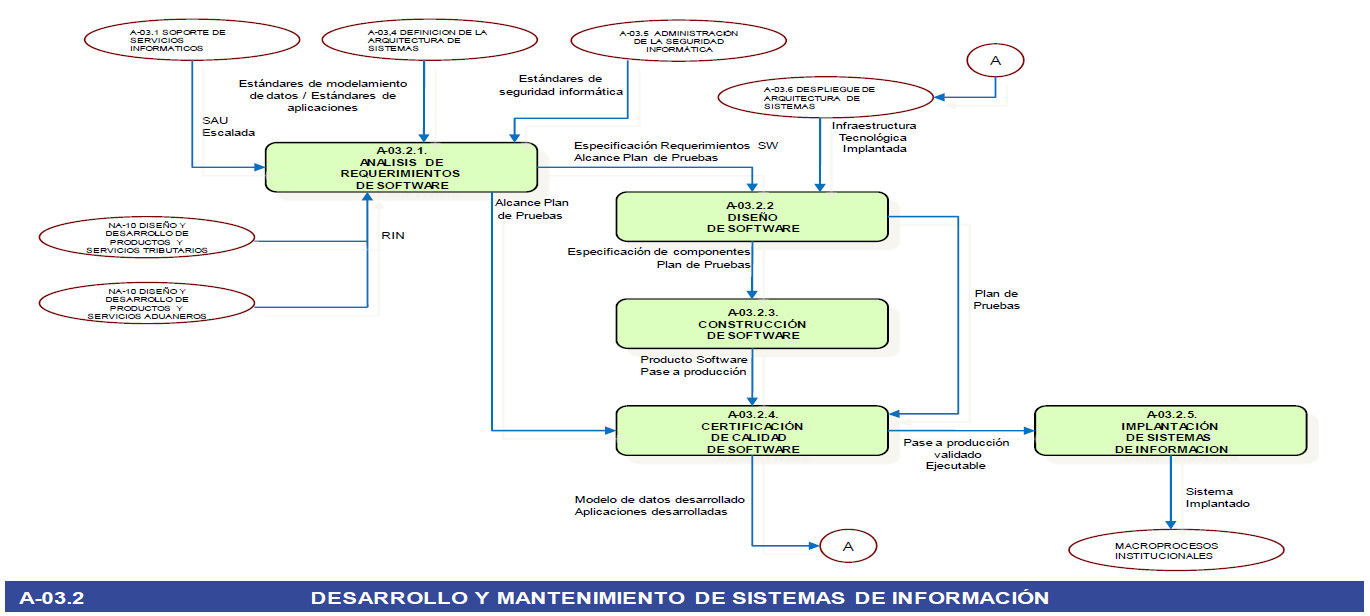 A-03.1 SOPORTE DE
SERVICIOS
INFORMATICOS
A-03,4 DEFINICION DE LA
ARQUITECTURA DE
SISTEMAS
A-03.5 ADMINISTRACIÓN
DE LA SEGURIDAD
INFORMÁTICA
A
A-03.6 DESPLIEGUE DE
ARQUITECTURA DE
SISTEMAS
Estándares de modelamiento
de datos / Estándares de
aplicaciones
Estándares de
seguridad informática
SAU
Escalada
Infraestructura
Tecnológica
Implantada
A-03.2.1.
ANALISIS DE
REQUERIMIENTOS
DE SOFTWARE
Especificación Requerimientos SW
Alcance Plan de Pruebas
Alcance Plan
de Pruebas
A-03.2.2
DISEÑO
DE SOFTWARE
NA-10 DISEÑO Y
DESARROLLO DE
PRODUCTOS Y
SERVICIOS TRIBUTARIOS
RIN
NA-10 DISEÑO Y
DESARROLLO DE
PRODUCTOS Y
SERVICIOS ADUANEROS
Especificación de componentes
Plan de Pruebas
Plan de
Pruebas
A-03.2.3.
CONSTRUCCIÓN
DE SOFTWARE
Producto Software
Pase a producción
A-03.2.4.
CERTIFICACIÓN
DE CALIDAD
DE SOFTWARE
Pase a producción
validado
Ejecutable
A-03.2.5.
IMPLANTACIÓN
DE SISTEMAS
DE INFORMACION
Modelo de datos desarrollado
Aplicaciones desarrolladas
A
Sistema
Implantado
MACROPROCESOS
INSTITUCIONALES
A-03.2 DESARROLLO Y MANTENIMIENTO DE SISTEMAS DE INFORMACIÓN